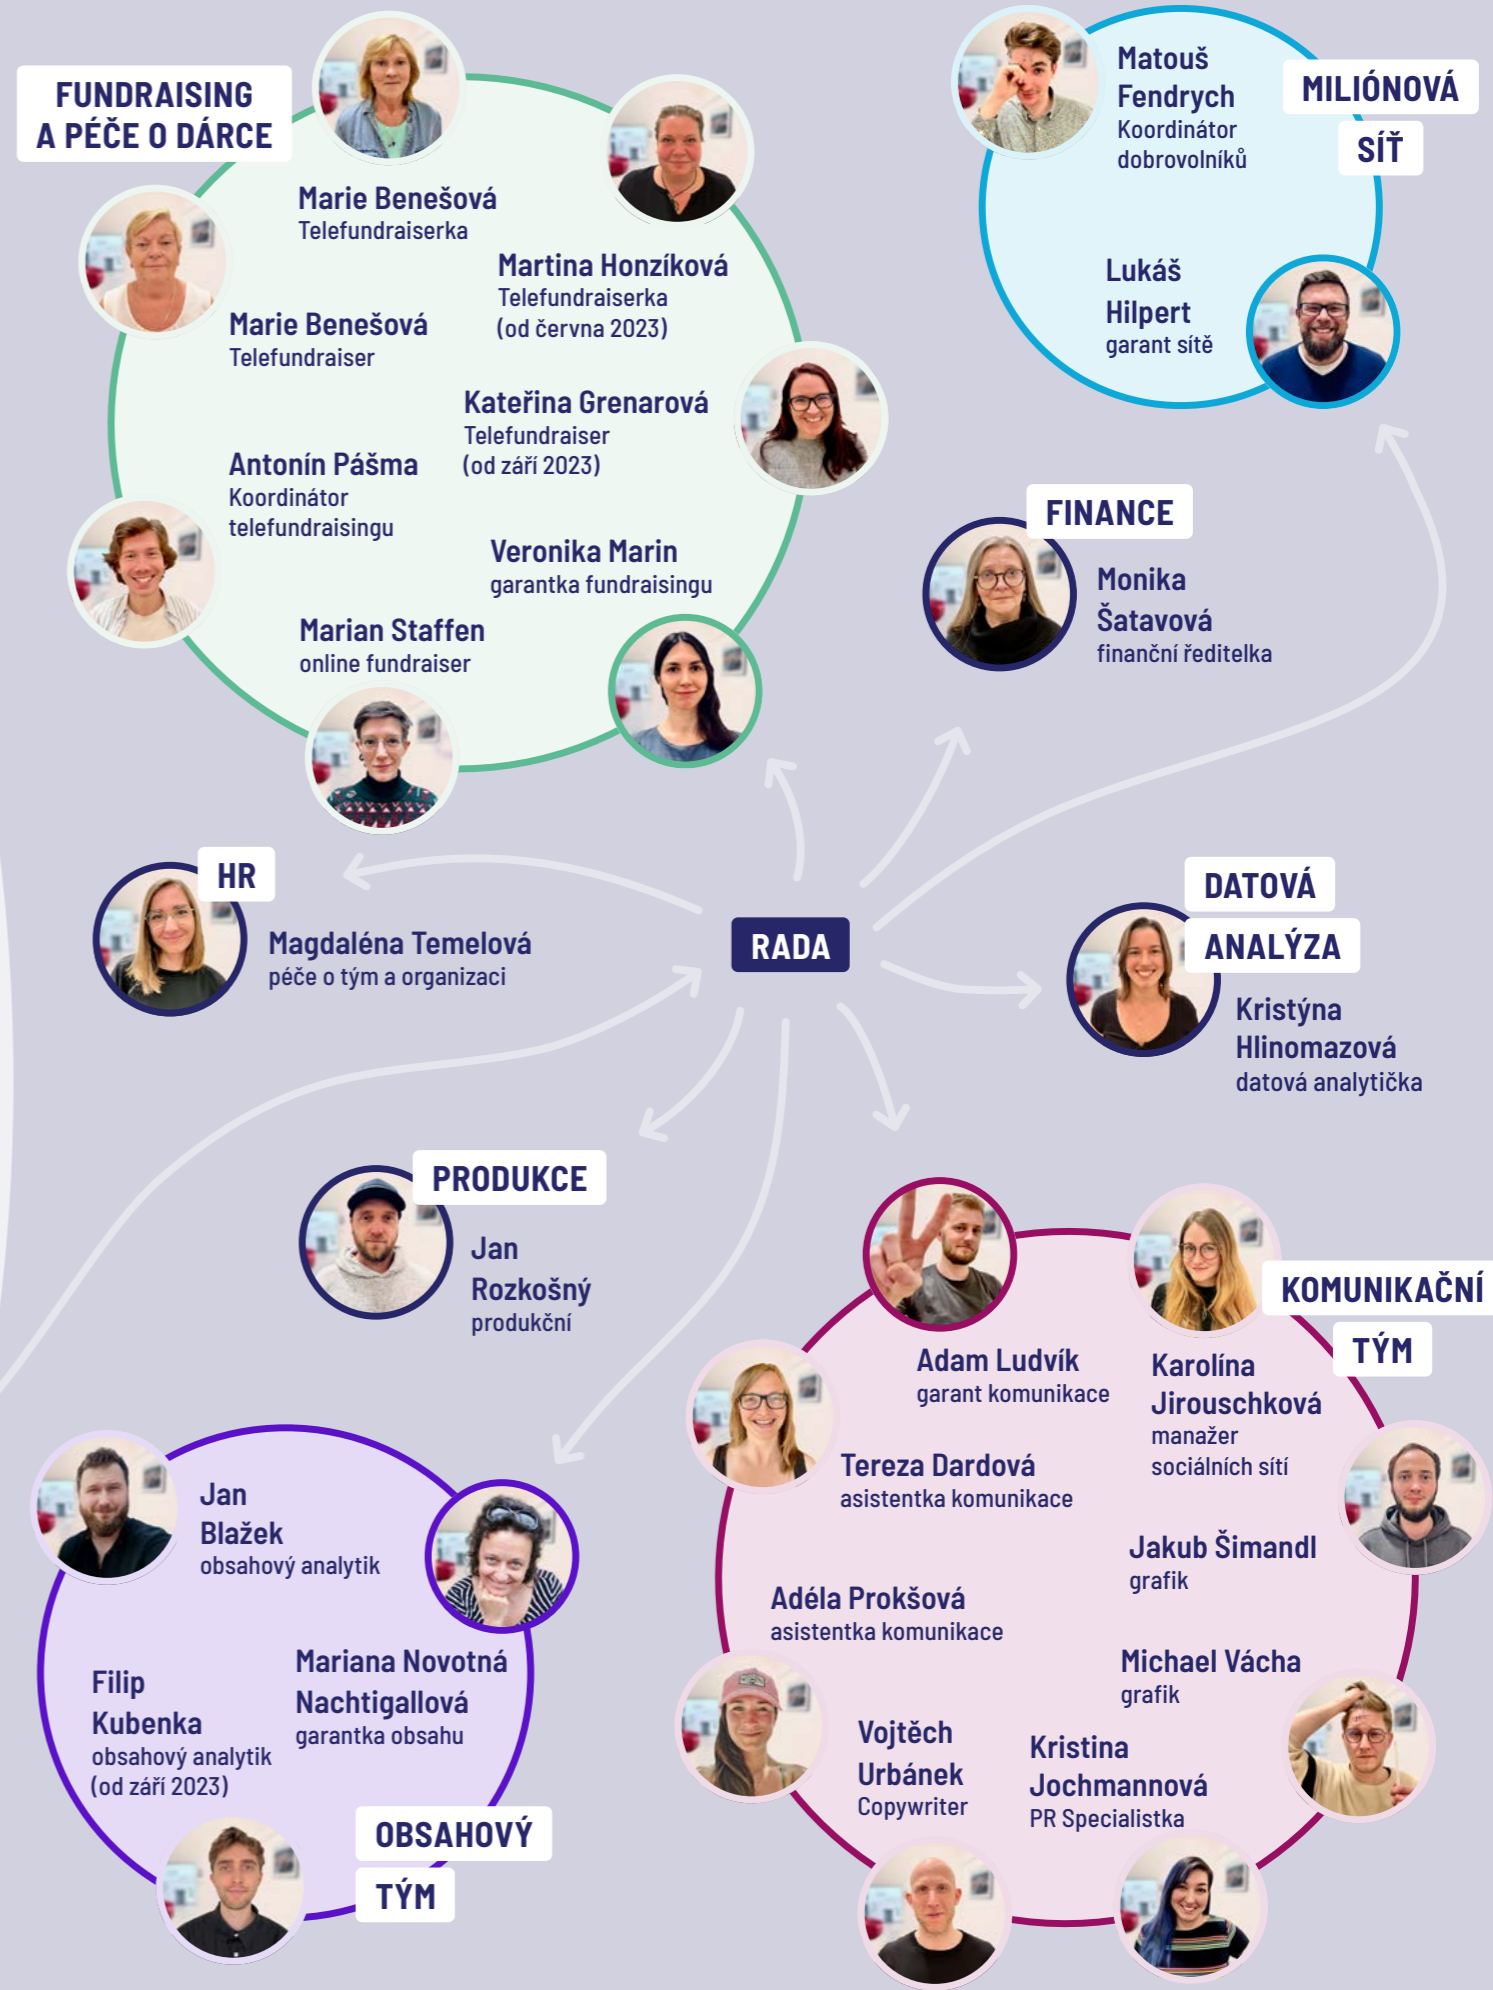 FUNDRAISING
A PÉČE O DÁRCE
Marie Benešová
Telefundraiserka
Martina Honzíková
Telefundraiserka
(od června 2023)
Marie Benešová
Telefundraiser
Kateřina Grenarová
Telefundraiser
(od září 2023)
Antonín Pášma
Koordinátor
telefundraisingu
Veronika Marin
garantka fundraisingu
Marian Staffen
online fundraiser
MILIÓNOVÁ
SÍŤ
Matouš
Fendrych
Koordinátor
dobrovolníků
Lukáš
Hilpert
garant sítě
FINANCE
Monika
Šatavová
finanční ředitelka
HR
Magdaléna Temelová
péče o tým a organizaci
RADA
DATOVÁ
ANALÝZA
Kristýna
Hlinomazová
datová analytička
PRODUKCE
Jan
Rozkošný
produkční
KOMUNIKAČNÍ
TÝM
Adam Ludvík
garant komunikace
Karolína
Jirouschková
manažer
sociálních sítí
Tereza Dardová
asistentka komunikace
Jakub Šimandl
grafik
Adéla Prokšová
asistentka komunikace
Michael Vácha
grafik
Vojtěch
Urbánek
Copywriter
Kristina
Jochmannová
PR Specialistka
Jan
Blažek
obsahový analytik
Mariana Novotná
Nachtigallová
garantka obsahu
Filip
Kubenka
obsahový analytik
(od září 2023)
OBSAHOVÝ
TÝM